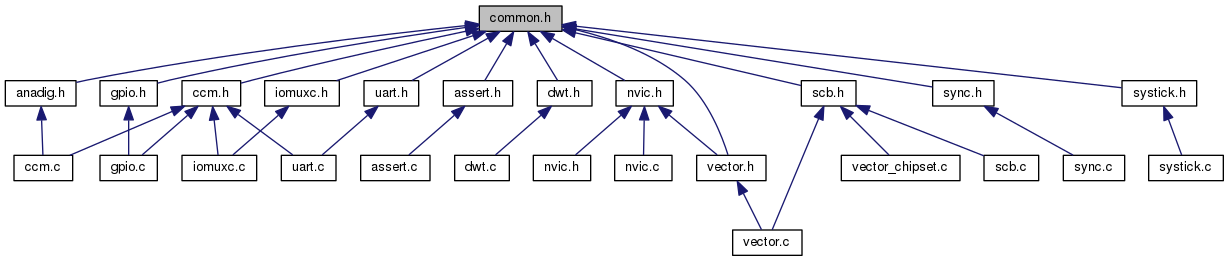 common.h
anadig.h gpio.h ccm.h iomuxc.h uart.h assert.h dwt.h nvic.h scb.h sync.h systick.h
ccm.c gpio.c iomuxc.c uart.c assert.c dwt.c nvic.h nvic.c vector.h vector_chipset.c scb.c sync.c systick.c
vector.c